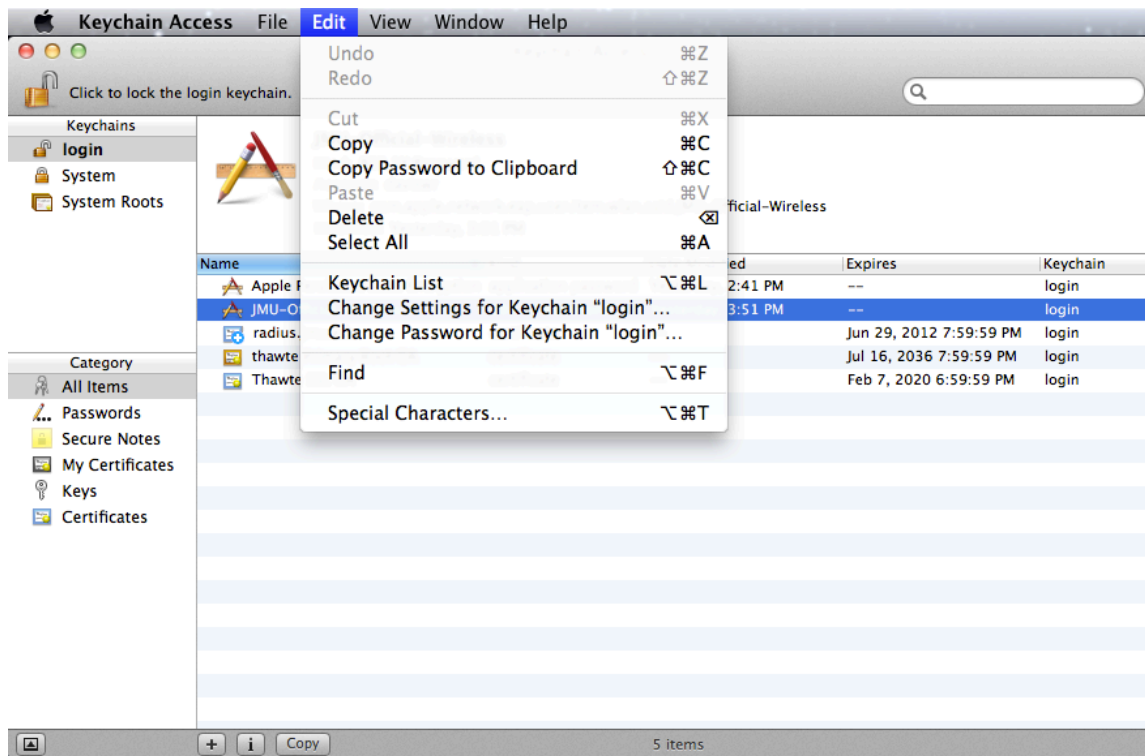 Keychain Access File Edit View Window Help
Click to lock the login keychain.
Undo ⌘Z
Redo ⇧⌘Z
Cut ⌘X
Copy ⌘C
Copy Password to Clipboard ⇧⌘C
Paste ⌘V
Delete ⌫
Select All ⌘A
Keychain List ⌥⌘L
Change Settings for Keychain “login”...
Change Password for Keychain “login”...
Find ⌥⌘F
Special Characters... ⌥⌘T
Keychains
login
System
System Roots
Category
All Items
Passwords
Secure Notes
My Certificates
Keys
Certificates
ficial-Wireless
Name ed Expires Keychain
Apple 2:41 PM -- login
JMU-O 3:51 PM -- login
radius. Jun 29, 2012 7:59:59 PM login
thawte Jul 16, 2036 7:59:59 PM login
Thawte Feb 7, 2020 6:59:59 PM login
+ i Copy 5 items